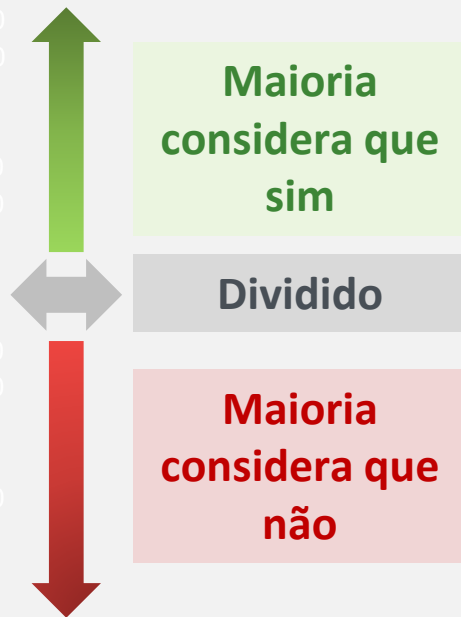 Maioria
considera que
sim
Dividido
Maioria
considera que
não